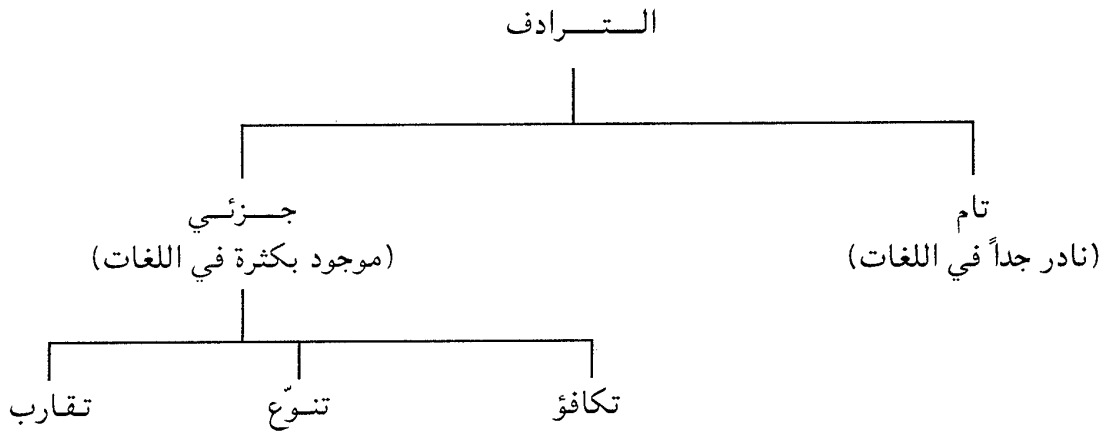 الترادف
تام
(نادر جداً في اللغات)
جزئي
(موجود بكثرة في اللغات)
تكافؤ
تنوّع
تقارب